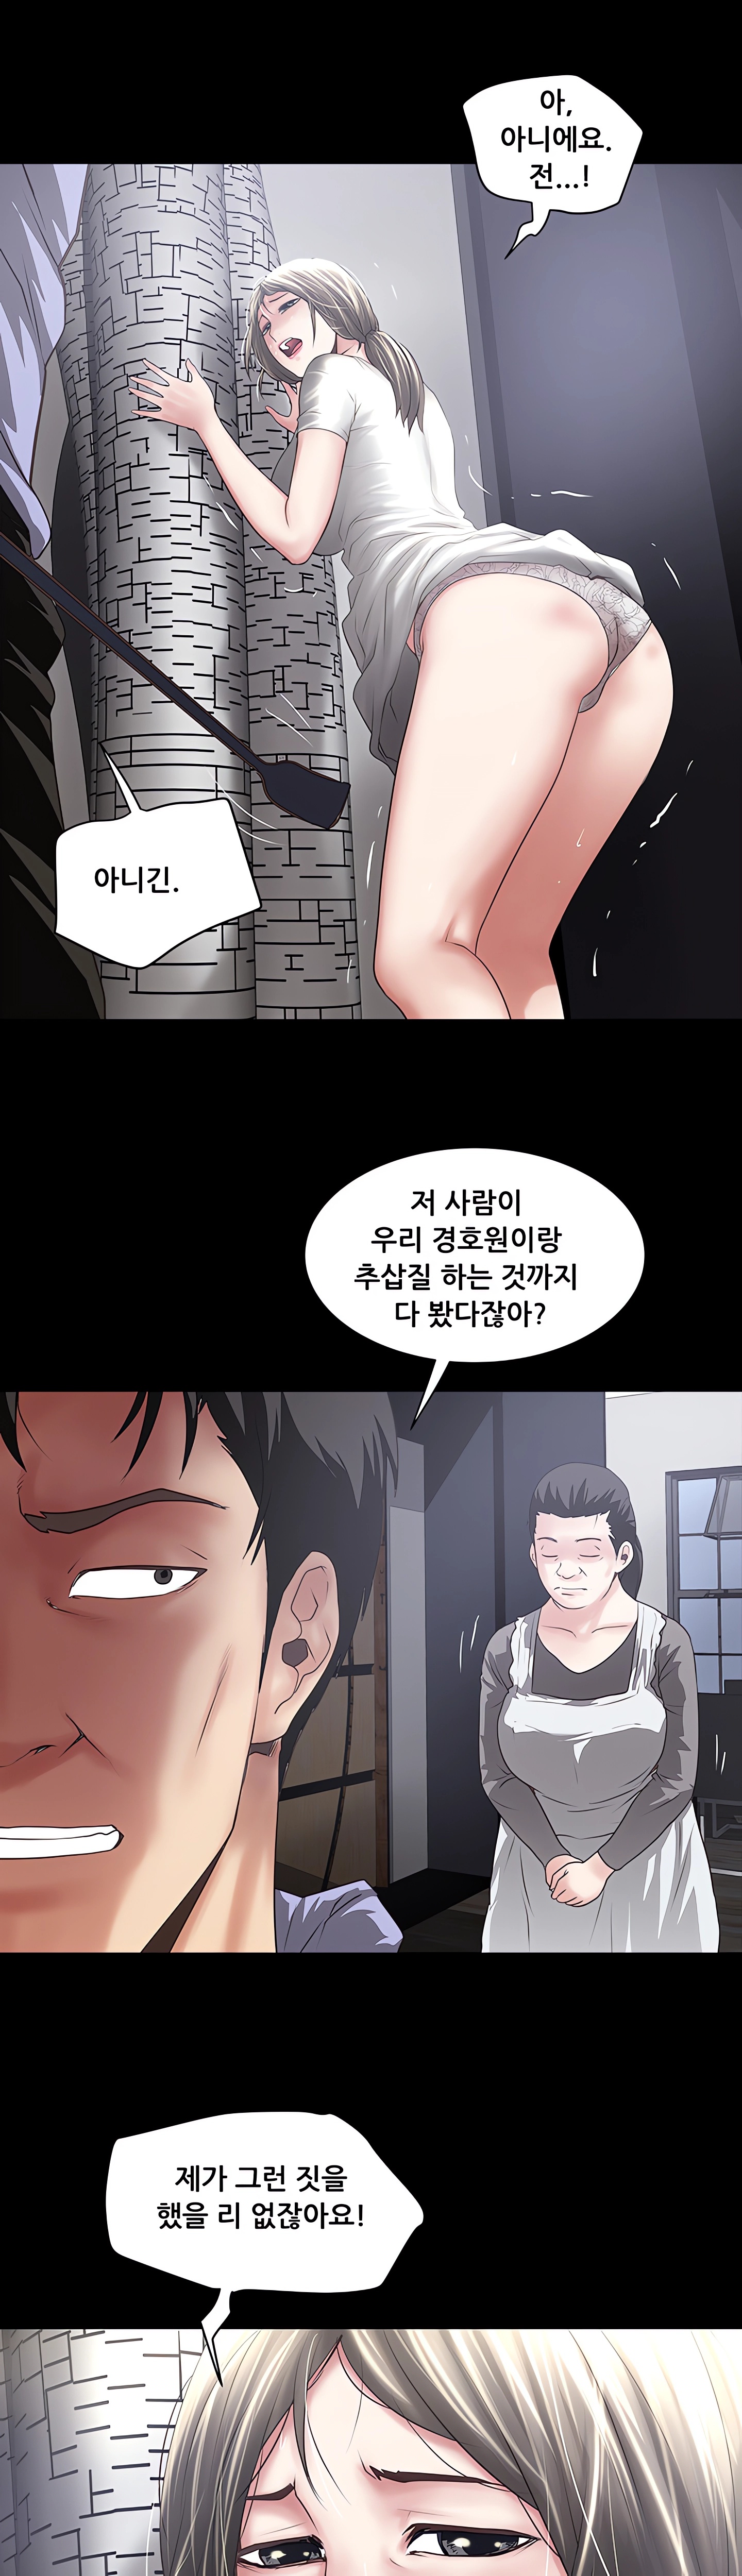 아,
아니에요.
전...!
아니긴.
저 사람이
우리 경호원이랑
추삽질 하는 것까지
다 봤다잖아?
제가 그런 짓을
했을 리 없잖아요!